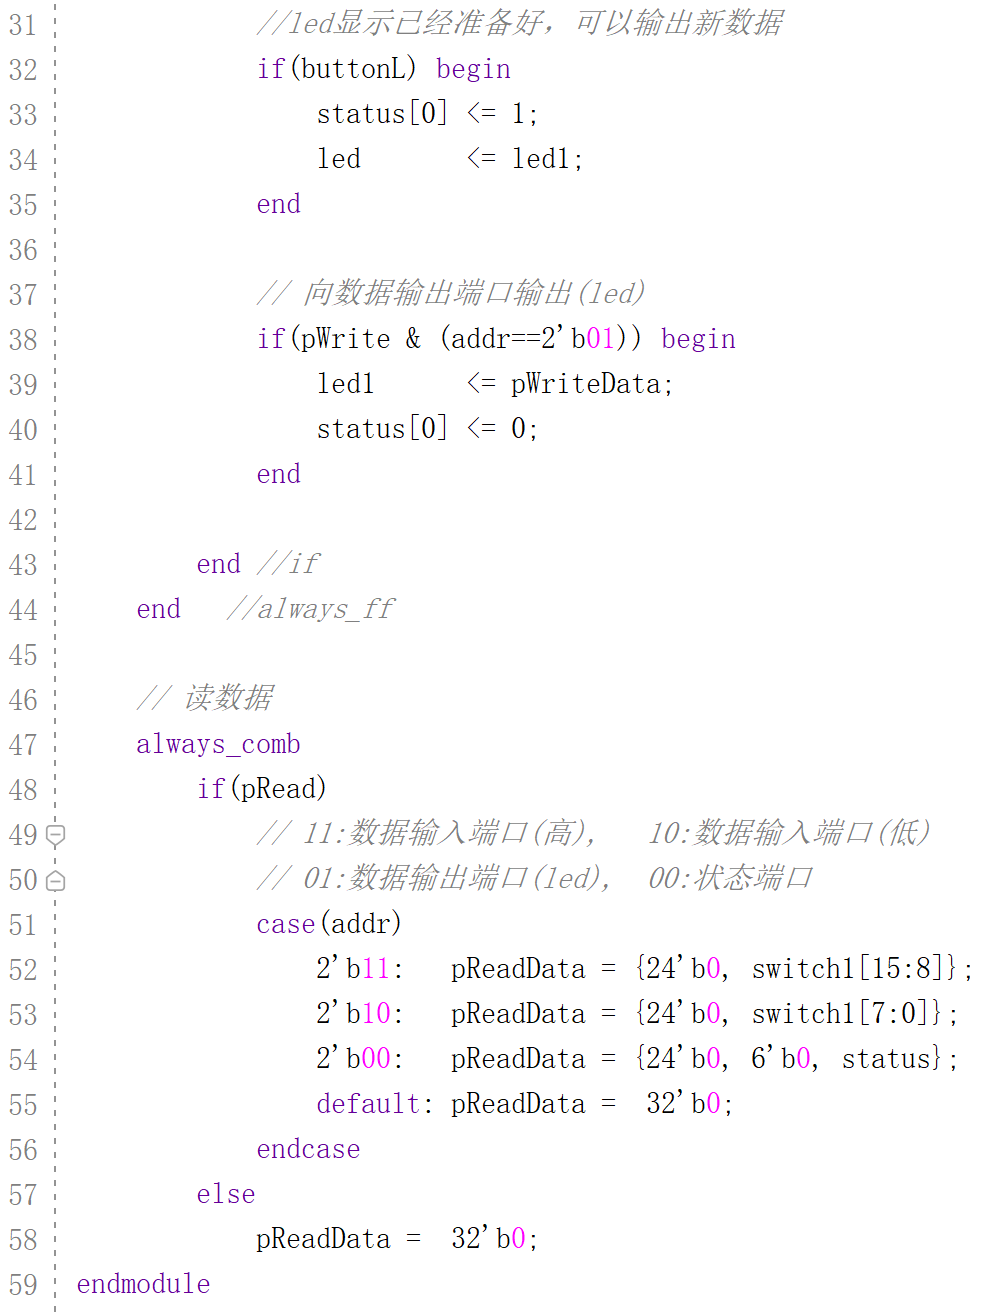 31 //led显示已经准备好，可以输出新数据
32 if(buttonL) begin
33 status[0] <= 1;
34 led <= led1;
35 end
36
37 // 向数据输出端口输出(led)
38 if(pWrite & (addr==2'b01)) begin
39 led1 <= pWriteData;
40 status[0] <= 0;
41 end
42
43 end //if
44 end //always_ff
45
46 // 读数据
47 always_comb
48 if(pRead)
49 // 11:数据输入端口(高), 10:数据输入端口(低)
50 // 01:数据输出端口(led), 00:状态端口
51 case(addr)
52 2'b11: pReadData = {24'b0, switch1[15:8]};
53 2'b10: pReadData = {24'b0, switch1[7:0]};
54 2'b00: pReadData = {24'b0, 6'b0, status};
55 default: pReadData = 32'b0;
56 endcase
57 else
58 pReadData = 32'b0;
59 endmodule